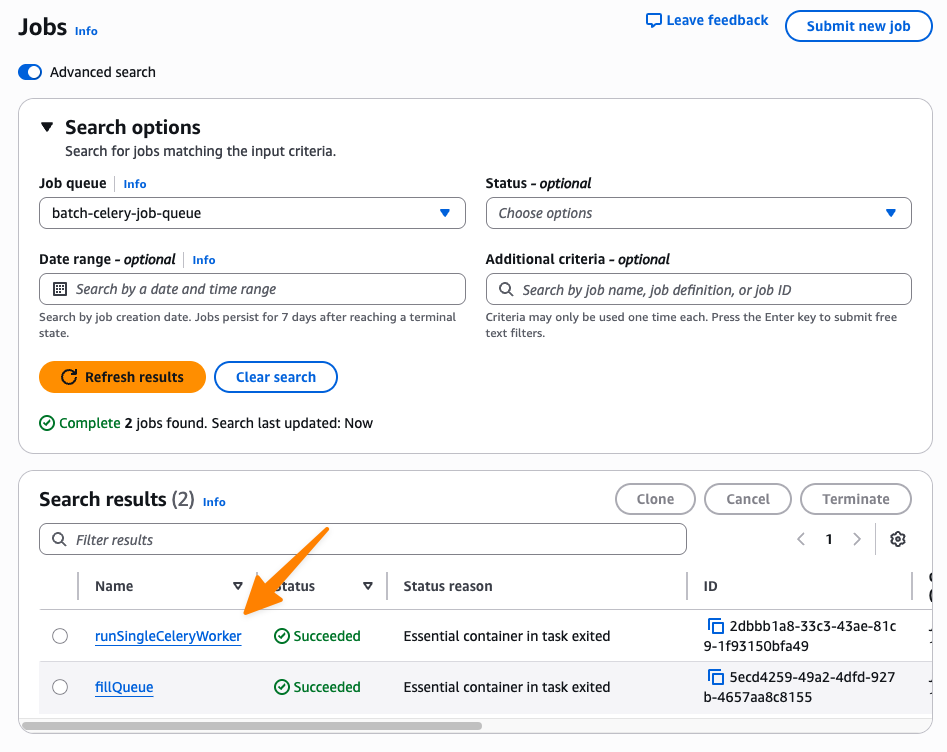 Jobs Info
Leave feedback
Submit new job
Advanced search
Search options
Search for jobs matching the input criteria.
Job queue Info
batch-celery-job-queue
Status - optional
Choose options
Date range - optional Info
Search by a date and time range
Search by job creation date. Jobs persist for 7 days after reaching a terminal
state.
Additional criteria - optional
Search by job name, job definition, or job ID
Criteria may only be used one time each. Press the Enter key to submit free
text filters.
Refresh results
Clear search
Complete 2 jobs found. Search last updated: Now
Search results (2) Info
Clone
Cancel
Terminate
Filter results
1
Name
Status reason
ID
runSingleCeleryWorker
Succeeded
Essential container in task exited
2dbbb1a8-33c3-43ae-81c
9-1f93150bfa49
fillQueue
Succeeded
Essential container in task exited
5ecd4259-49a2-4dfd-927
b-4657aa8c8155